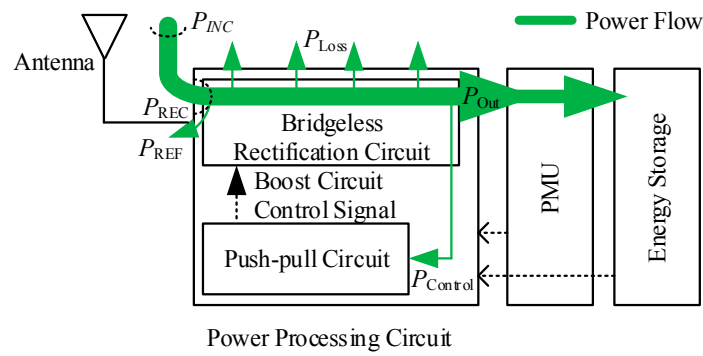 P_INC
Power Flow
Antenna
P_Loss
P_REC
P_Out
P_REF
Bridgeless
Rectification Circuit
Boost Circuit
Control Signal
Push-pull Circuit
P_Control
PMU
Energy Storage
Power Processing Circuit